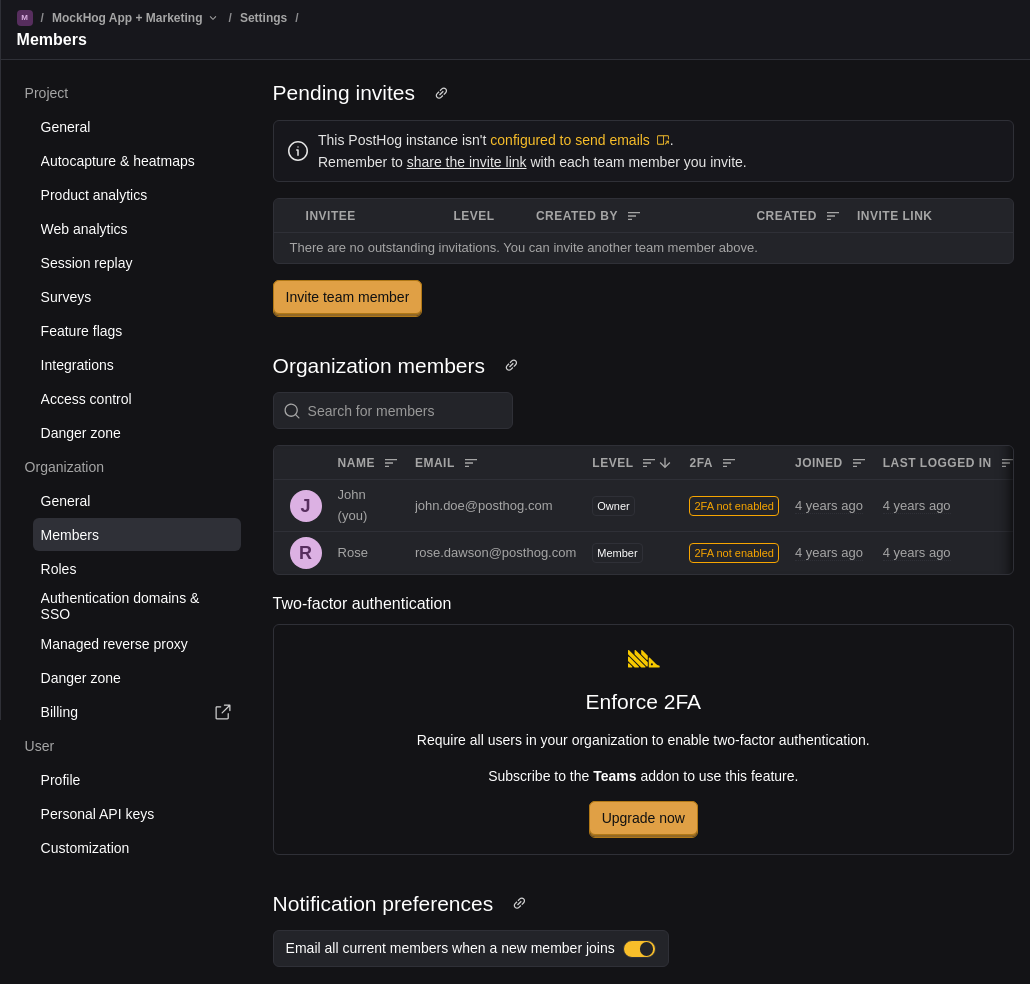 M / MockHog App + Marketing / Settings /
Members
Project
General
Autocapture & heatmaps
Product analytics
Web analytics
Session replay
Surveys
Feature flags
Integrations
Access control
Danger zone
Organization
General
Members
Roles
Authentication domains &
SSO
Managed reverse proxy
Danger zone
Billing
User
Profile
Personal API keys
Customization
Pending invites
This PostHog instance isn't configured to send emails.
Remember to share the invite link with each team member you invite.
INVITEE LEVEL CREATED BY CREATED INVITE LINK
There are no outstanding invitations. You can invite another team member above.
Invite team member
Organization members
Search for members
NAME EMAIL LEVEL 2FA JOINED LAST LOGGED IN
J John (you) john.doe@posthog.com Owner 2FA not enabled 4 years ago 4 years ago
R Rose rose.dawson@posthog.com Member 2FA not enabled 4 years ago 4 years ago
Two-factor authentication
Enforce 2FA
Require all users in your organization to enable two-factor authentication.
Subscribe to the Teams addon to use this feature.
Upgrade now
Notification preferences
Email all current members when a new member joins